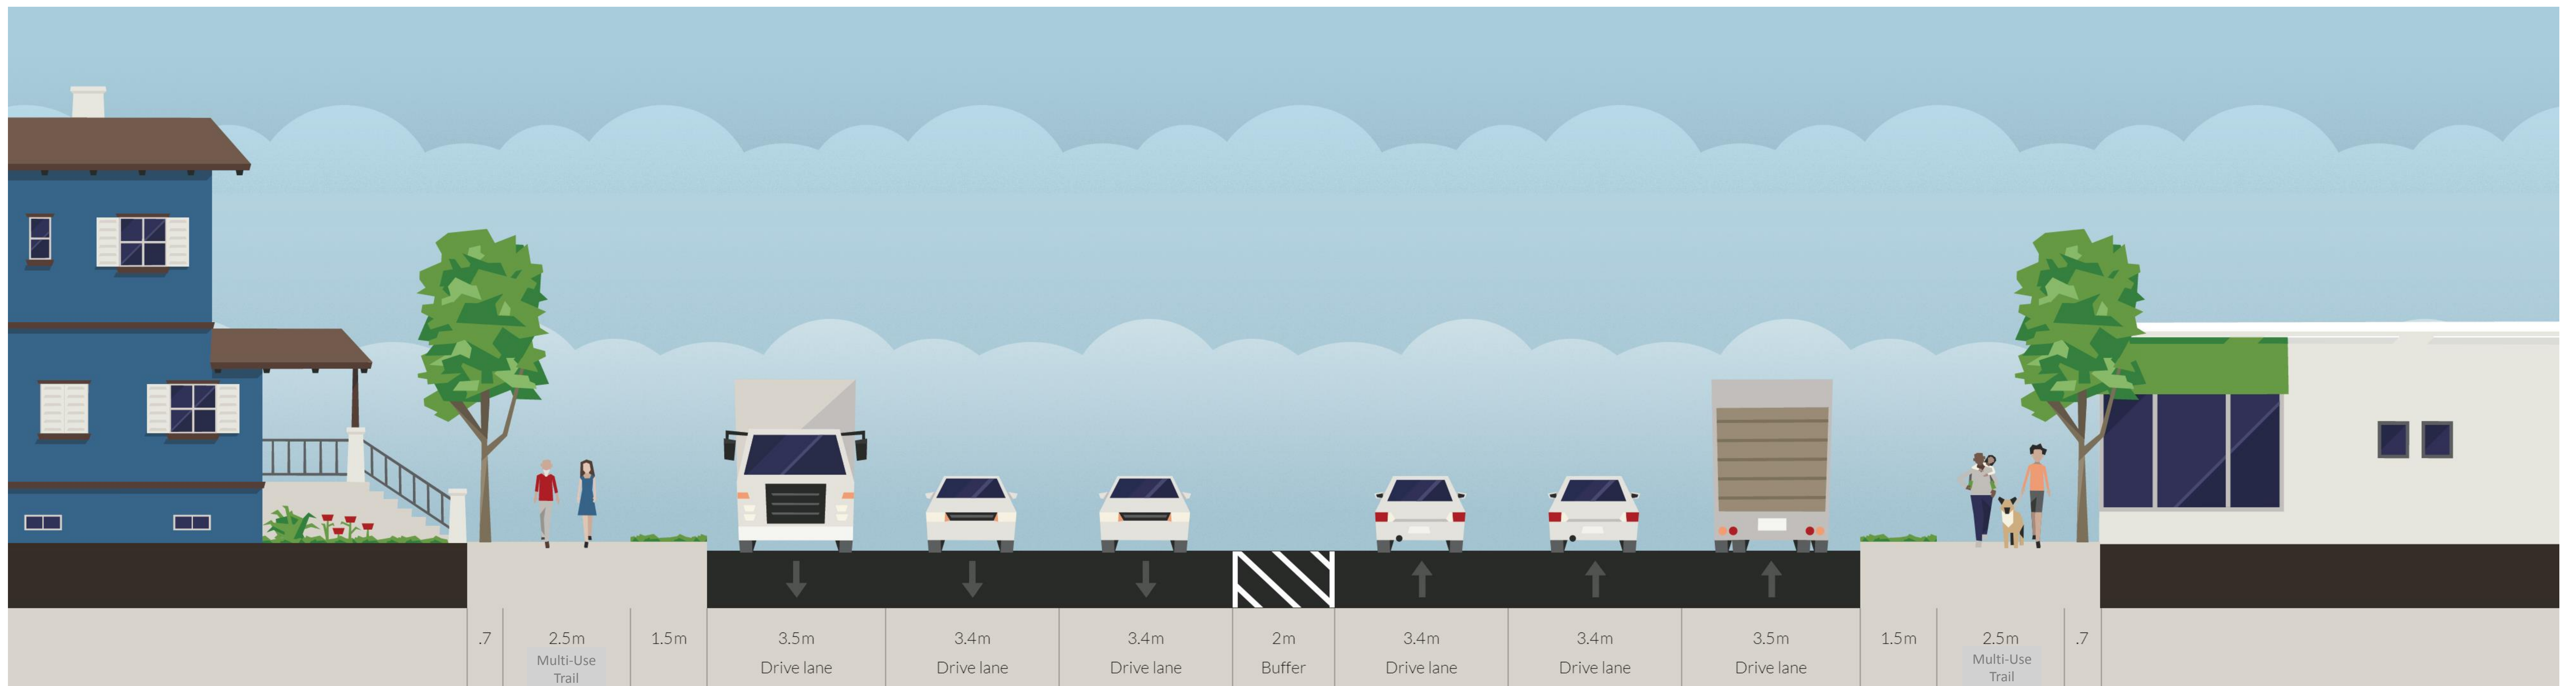 .7 2.5m 1.5m 3.5m 3.4m 3.4m 2m 3.4m 3.4m 3.5m 1.5m 2.5m .7
Multi-Use Drive lane Drive lane Drive lane Buffer Drive lane Drive lane Drive lane Multi-Use
Trail Trail